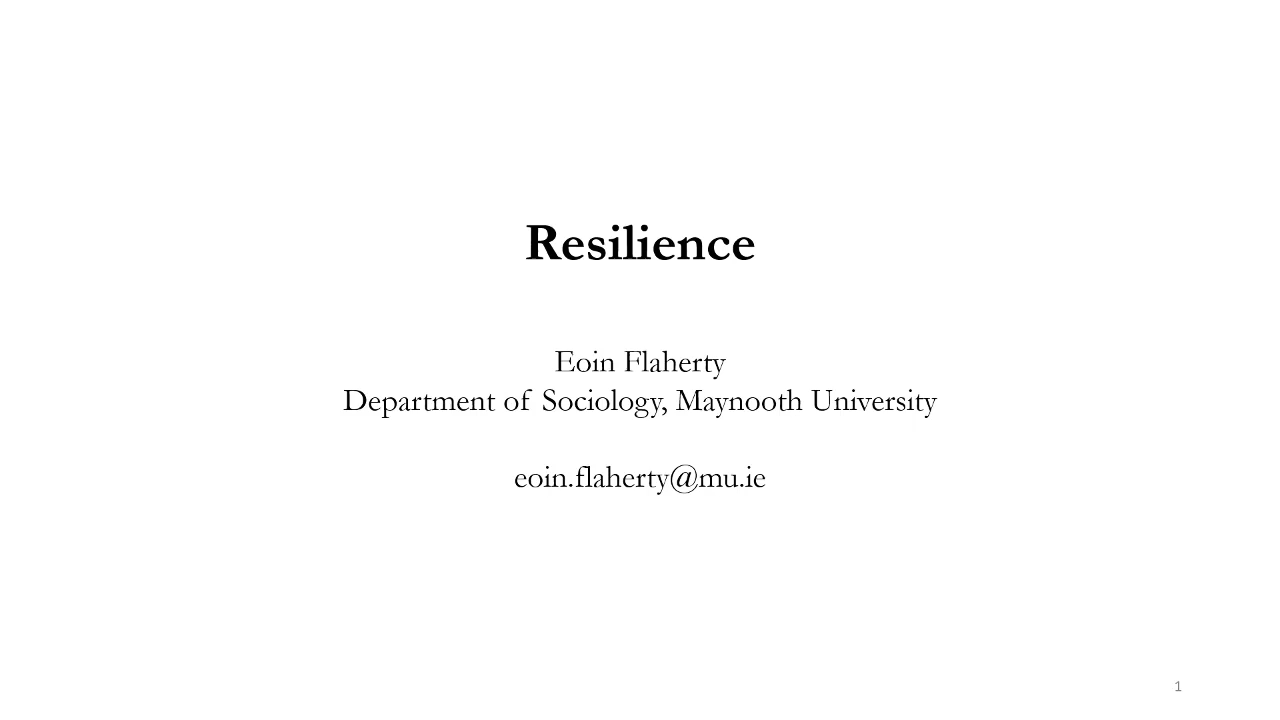 Resilience
Eoin Flaherty
Department of Sociology, Maynooth University
eoin.flaherty@mu.ie
1